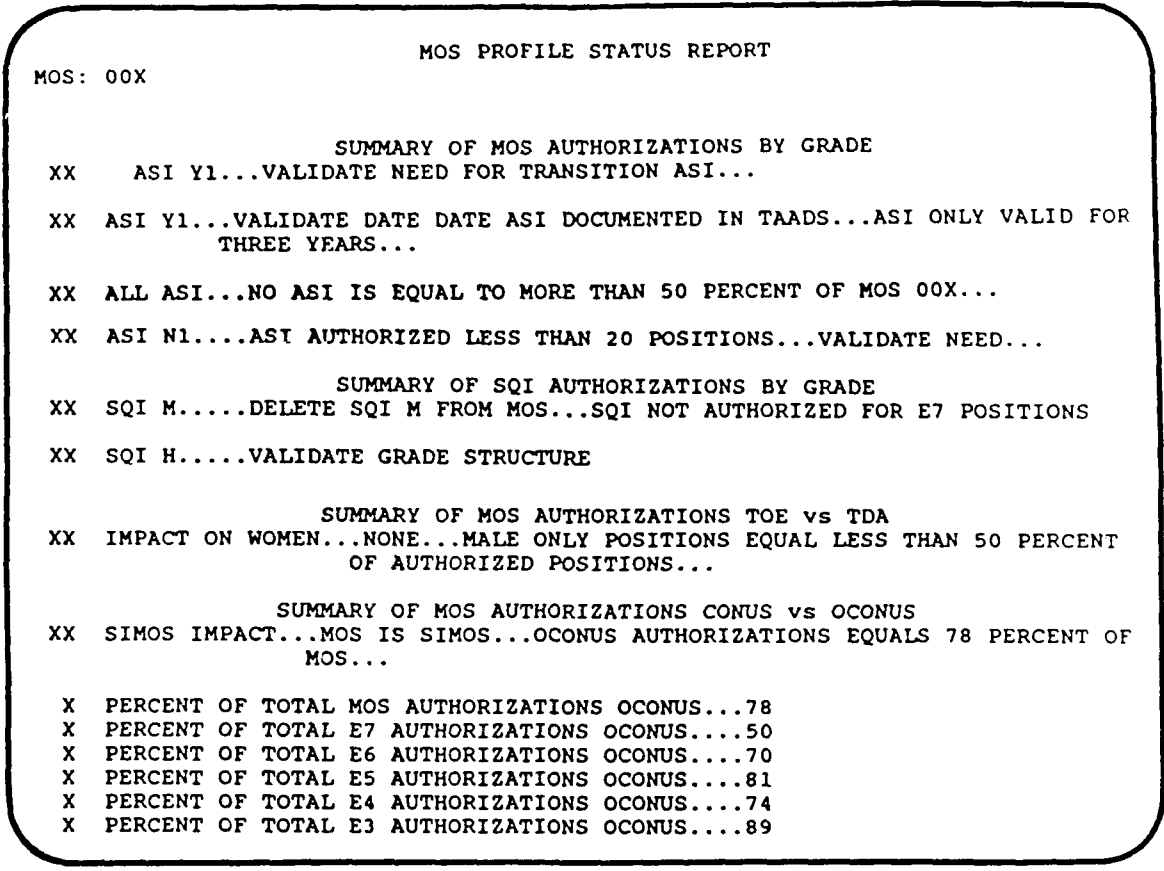 MOS PROFILE STATUS REPORT
MOS: 00X
SUMMARY OF MOS AUTHORIZATIONS BY GRADE
XX ASI Y1...VALIDATE NEED FOR TRANSITION ASI...
XX ASI Y1...VALIDATE DATE DATE ASI DOCUMENTED IN TAADS...ASI ONLY VALID FOR
THREE YEARS...
XX ALL ASI...NO ASI IS EQUAL TO MORE THAN 50 PERCENT OF MOS 00X...
XX ASI N1....ASI AUTHORIZED LESS THAN 20 POSITIONS...VALIDATE NEED...
SUMMARY OF SQI AUTHORIZATIONS BY GRADE
XX SQI M.....DELETE SQI M FROM MOS...SQI NOT AUTHORIZED FOR E7 POSITIONS
XX SQI H.....VALIDATE GRADE STRUCTURE
SUMMARY OF MOS AUTHORIZATIONS TOE vs TDA
XX IMPACT ON WOMEN...NONE...MALE ONLY POSITIONS EQUAL LESS THAN 50 PERCENT
OF AUTHORIZED POSITIONS...
SUMMARY OF MOS AUTHORIZATIONS CONUS vs OCONUS
XX SIMOS IMPACT...MOS IS SIMOS...OCONUS AUTHORIZATIONS EQUALS 78 PERCENT OF
MOS...
X PERCENT OF TOTAL MOS AUTHORIZATIONS OCONUS...78
X PERCENT OF TOTAL E7 AUTHORIZATIONS OCONUS....50
X PERCENT OF TOTAL E6 AUTHORIZATIONS OCONUS....70
X PERCENT OF TOTAL E5 AUTHORIZATIONS OCONUS....81
X PERCENT OF TOTAL E4 AUTHORIZATIONS OCONUS....74
X PERCENT OF TOTAL E3 AUTHORIZATIONS OCONUS....89